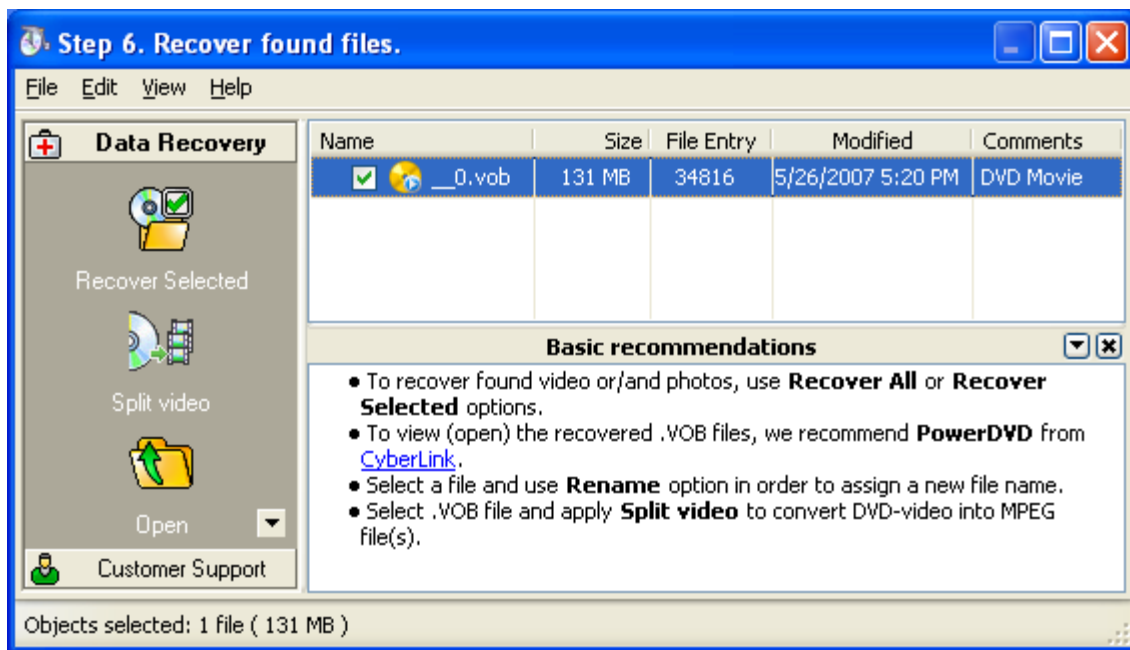 Step 6. Recover found files.
File Edit View Help
Data Recovery
Recover Selected
Split video
Open
Customer Support
Name Size File Entry Modified Comments
__0.vob 131 MB 34816 5/26/2007 5:20 PM DVD Movie
Basic recommendations
● To recover found video or/and photos, use Recover All or Recover
Selected options.
● To view (open) the recovered .VOB files, we recommend PowerDVD from
CyberLink.
● Select a file and use Rename option in order to assign a new file name.
● Select .VOB file and apply Split video to convert DVD-video into MPEG
file(s).
Objects selected: 1 file ( 131 MB )